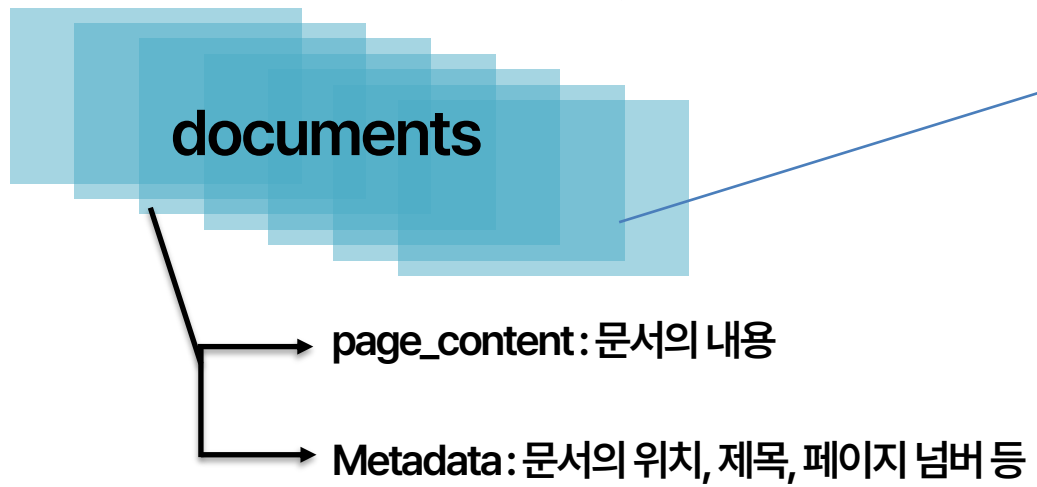 documents
page_content : 문서의 내용
Metadata : 문서의 위치, 제목, 페이지 넘버 등